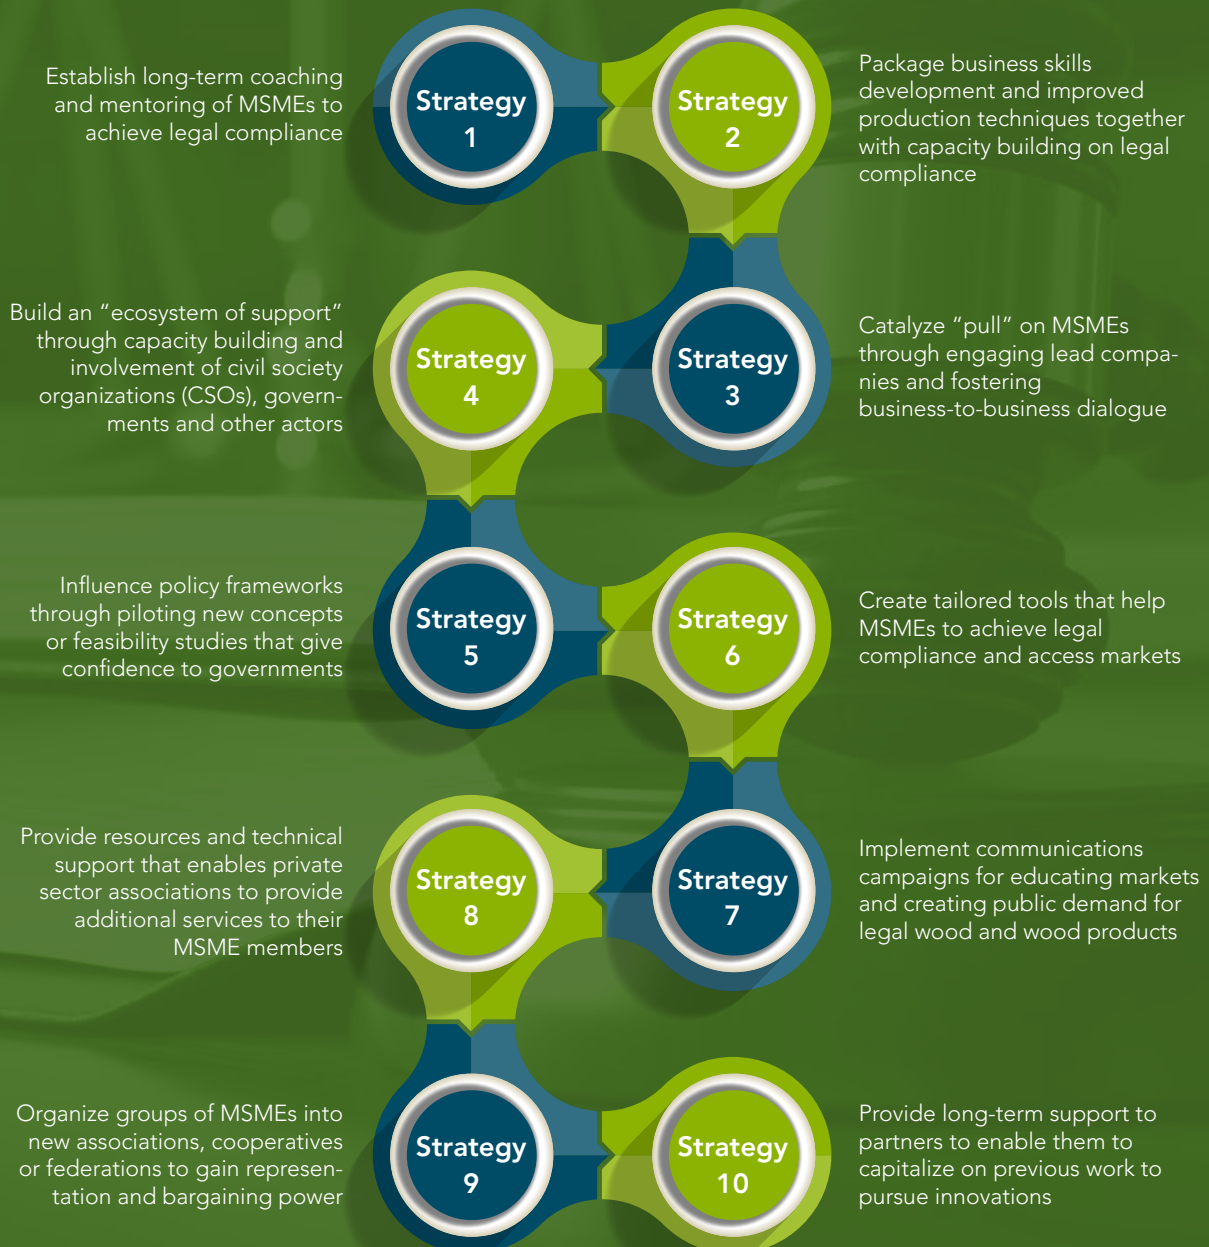 Establish long-term coaching
and mentoring of MSMEs to
achieve legal compliance
Strategy
1
Strategy
2
Package business skills
development and improved
production techniques together
with capacity building on legal
compliance
Strategy
3
Catalyze “pull” on MSMEs
through engaging lead compa-
nies and fostering
business-to-business dialogue
Build an “ecosystem of support”
through capacity building and
involvement of civil society
organizations (CSOs), govern-
ments and other actors
Strategy
4
Influence policy frameworks
through piloting new concepts
or feasibility studies that give
confidence to governments
Strategy
5
Strategy
6
Create tailored tools that help
MSMEs to achieve legal
compliance and access markets
Strategy
7
Implement communications
campaigns for educating markets
and creating public demand for
legal wood and wood products
Provide resources and technical
support that enables private
sector associations to provide
additional services to their
MSME members
Strategy
8
Organize groups of MSMEs into
new associations, cooperatives
or federations to gain represen-
tation and bargaining power
Strategy
9
Strategy
10
Provide long-term support to
partners to enable them to
capitalize on previous work to
pursue innovations